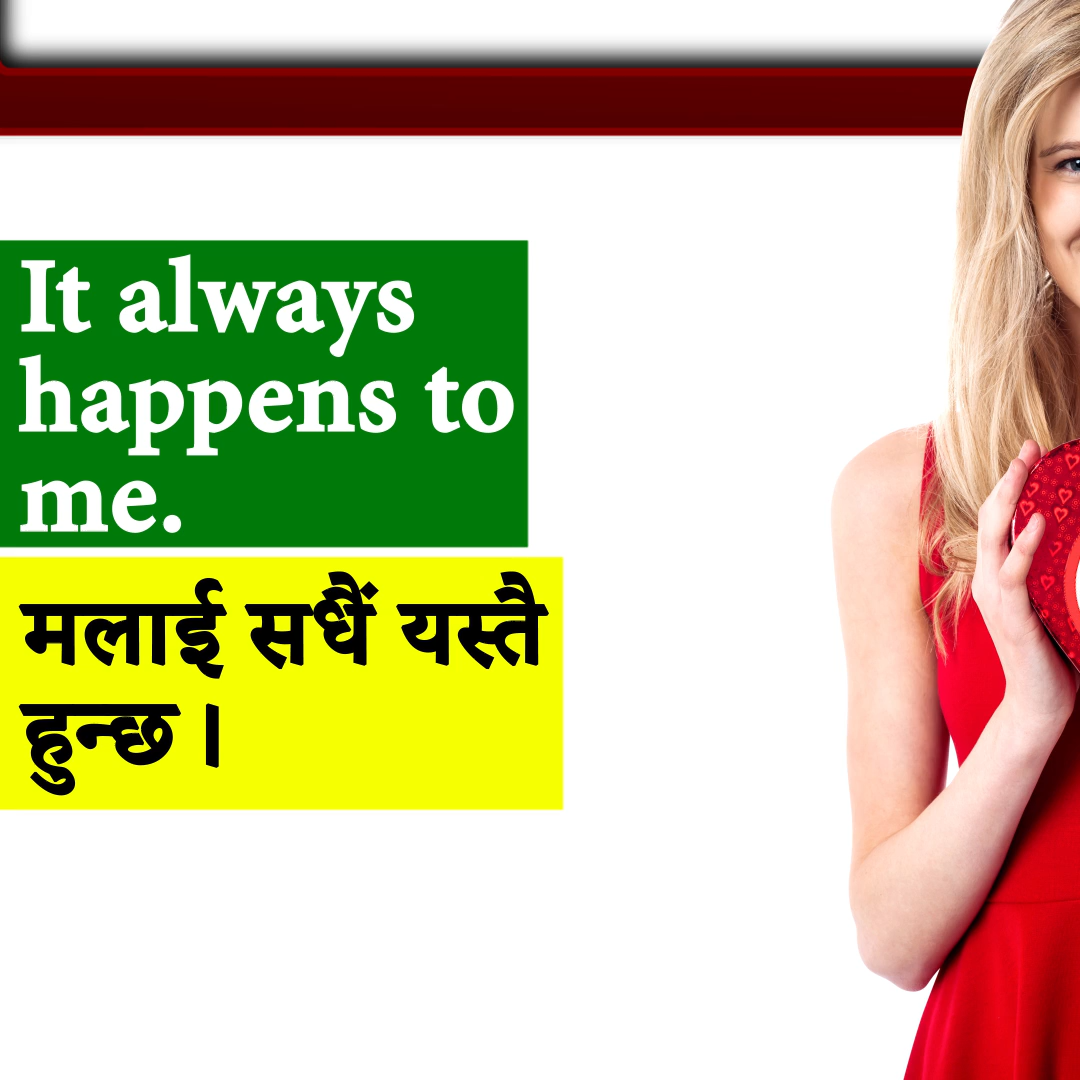 It always
happens to
me.
मलाई सधैं यस्तै
हुन्छ ।